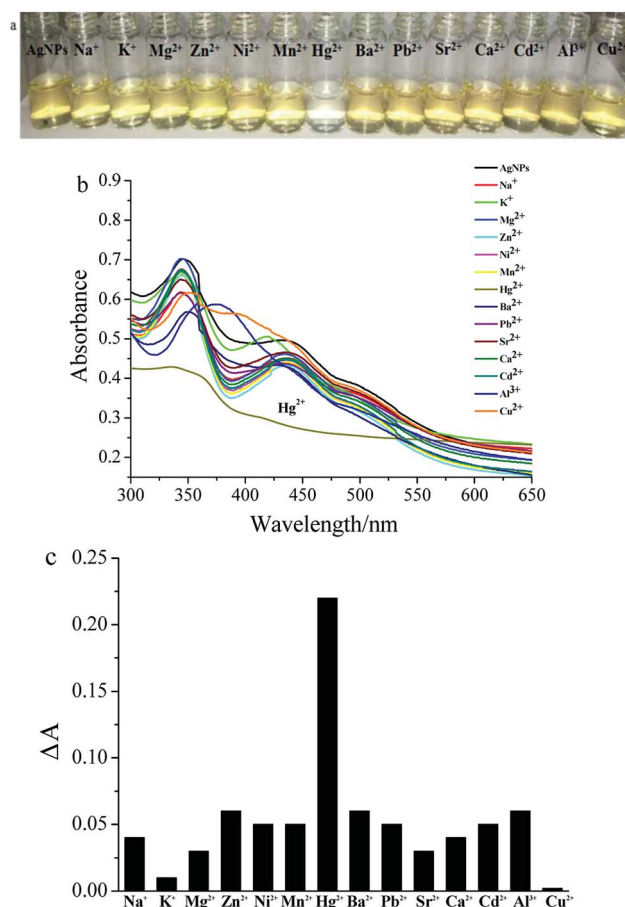 a
AgNPs Na⁺ K⁺ Mg²⁺ Zn²⁺ Ni²⁺ Mn²⁺ Hg²⁺ Ba²⁺ Pb²⁺ Sr²⁺ Ca²⁺ Cd²⁺ Al³⁺ Cu²⁺
b
0.9
0.8
0.7
0.6
0.5
0.4
0.3
0.2
Absorbance
AgNPs
Na⁺
K⁺
Mg²⁺
Zn²⁺
Ni²⁺
Mn²⁺
Hg²⁺
Ba²⁺
Pb²⁺
Sr²⁺
Ca²⁺
Cd²⁺
Al³⁺
Cu²⁺
Hg²⁺
300 350 400 450 500 550 600 650
Wavelength/nm
c
0.25
0.20
0.15
0.10
0.05
0.00
ΔA
Na⁺ K⁺ Mg²⁺ Zn²⁺ Ni²⁺ Mn²⁺ Hg²⁺ Ba²⁺ Pb²⁺ Sr²⁺ Ca²⁺ Cd²⁺ Al³⁺ Cu²⁺